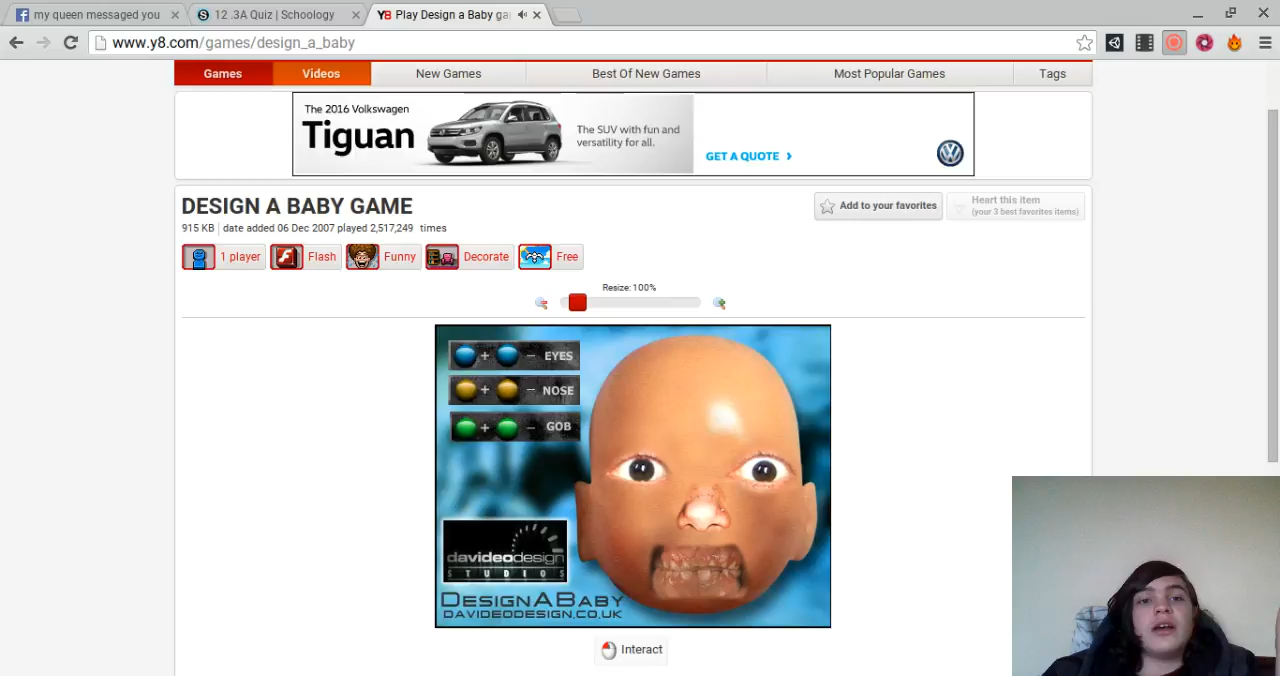 my queen messaged you
12 .3A Quiz | Schoology
Y8 Play Design a Baby ga
www.y8.com/games/design_a_baby
Games
Videos
New Games
Best Of New Games
Most Popular Games
Tags
The 2016 Volkswagen
Tiguan
The SUV with fun and
versatility for all.
GET A QUOTE
DESIGN A BABY GAME
Add to your favorites
Heart this item
(your 3 best favorites items)
915 KB date added 06 Dec 2007 played 2,517,249 times
1 player
Flash
Funny
Decorate
Free
Resize: 100%
+ - EYES
+ - NOSE
+ - GOB
davideodesign
STUDIOS
DESIGNABABY
DAVIDEODESIGN.CO.UK
Interact